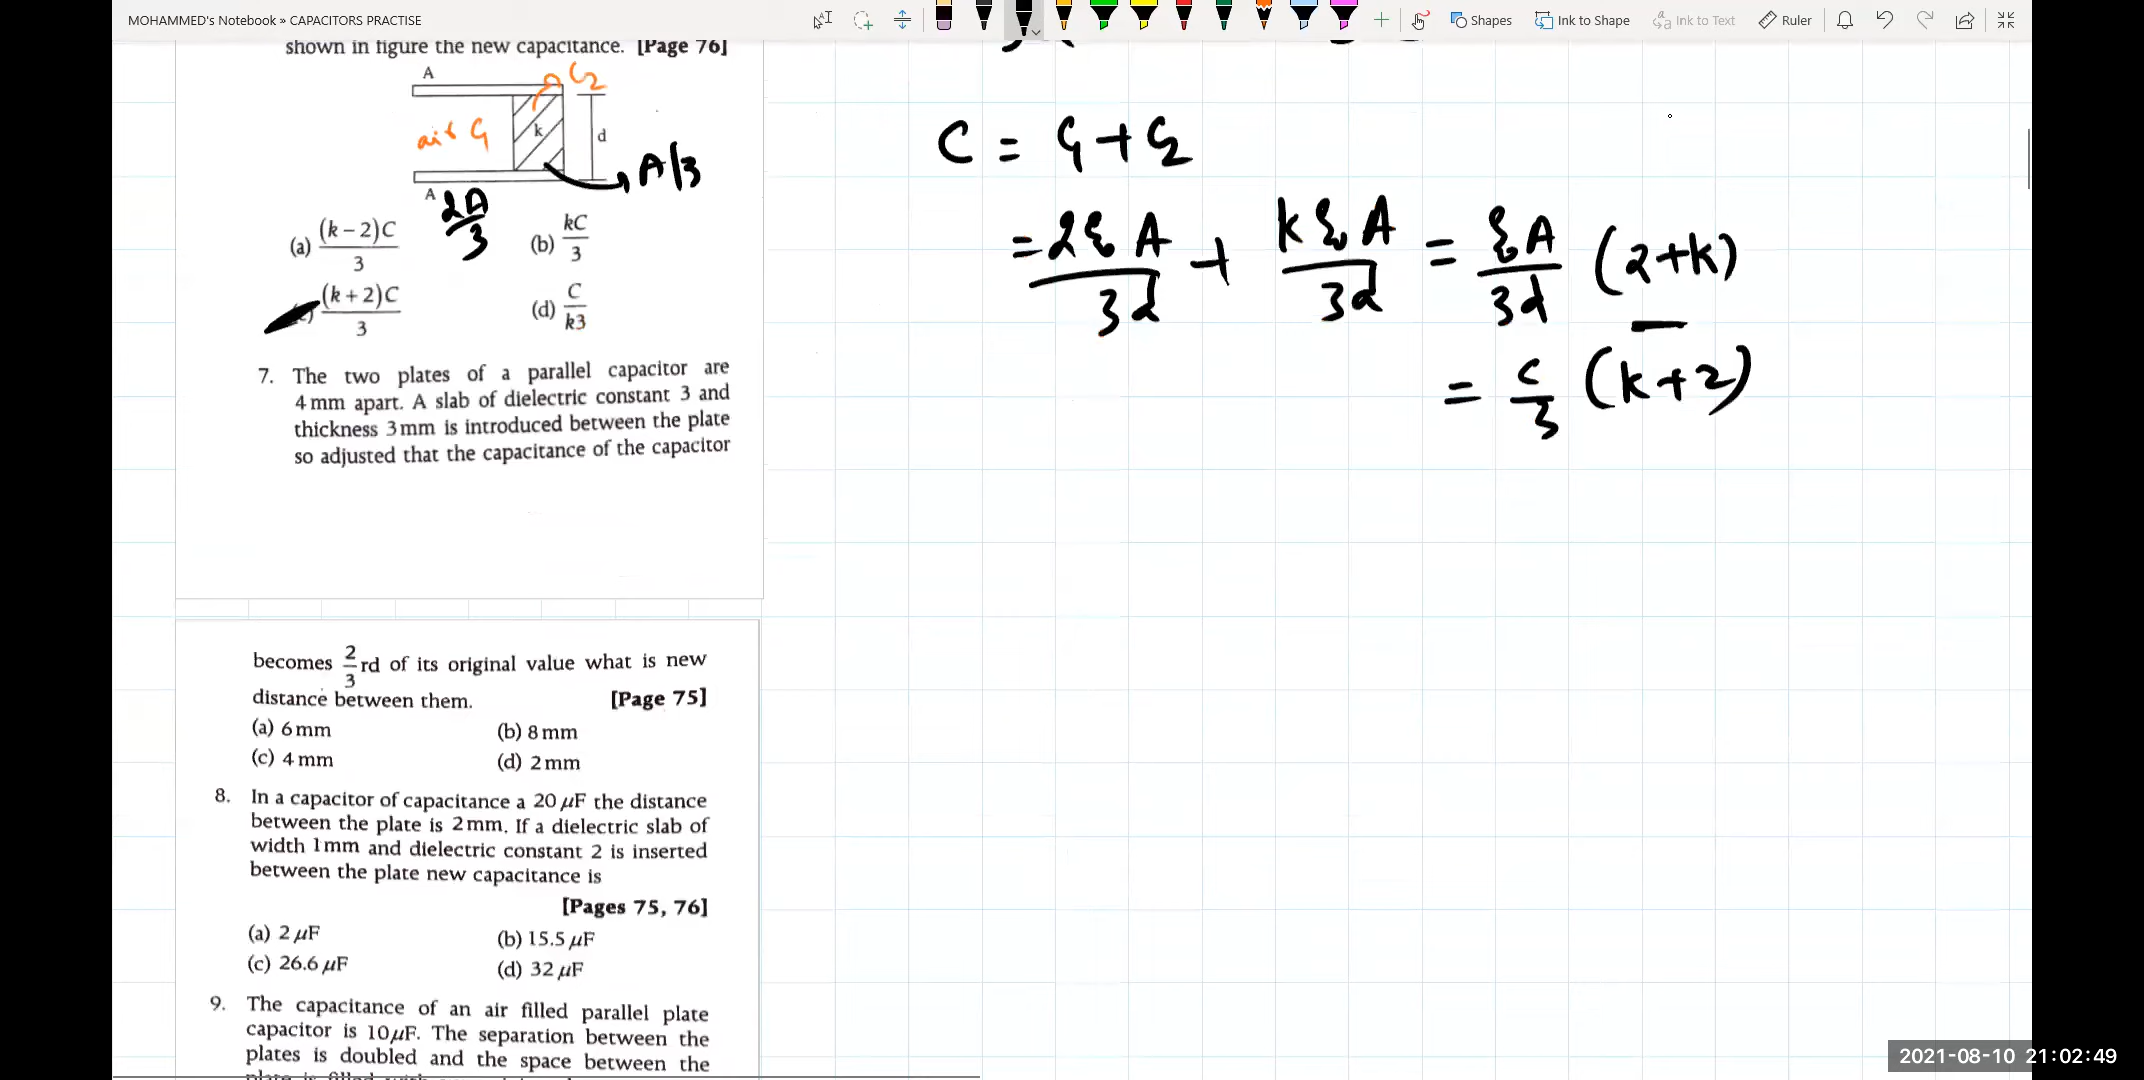 MOHAMMED's Notebook » CAPACITORS PRACTISE
Shapes
Ink to Shape
Ink to Text
Ruler
shown in figure the new capacitance. [Page 76]
A
C₂
air C₁
k
d
A/3
A
2A/3
(a) (k – 2)C/3
(b) kC/3
(k + 2)C/3
(d) C/k3
7. The two plates of a parallel capacitor are
4 mm apart. A slab of dielectric constant 3 and
thickness 3 mm is introduced between the plate
so adjusted that the capacitance of the capacitor
becomes 2/3 rd of its original value what is new
distance between them. [Page 75]
(a) 6 mm
(b) 8 mm
(c) 4 mm
(d) 2 mm
8. In a capacitor of capacitance a 20 μF the distance
between the plate is 2 mm. If a dielectric slab of
width 1 mm and dielectric constant 2 is inserted
between the plate new capacitance is
[Pages 75, 76]
(a) 2 μF
(b) 15.5 μF
(c) 26.6 μF
(d) 32 μF
9. The capacitance of an air filled parallel plate
capacitor is 10 μF. The separation between the
plates is doubled and the space between the
C = C₁ + C₂
= 2ε₀A/3d + kε₀A/3d = ε₀A/3d (2+k)
= C/3 (k+2)
2021-08-10 21:02:49